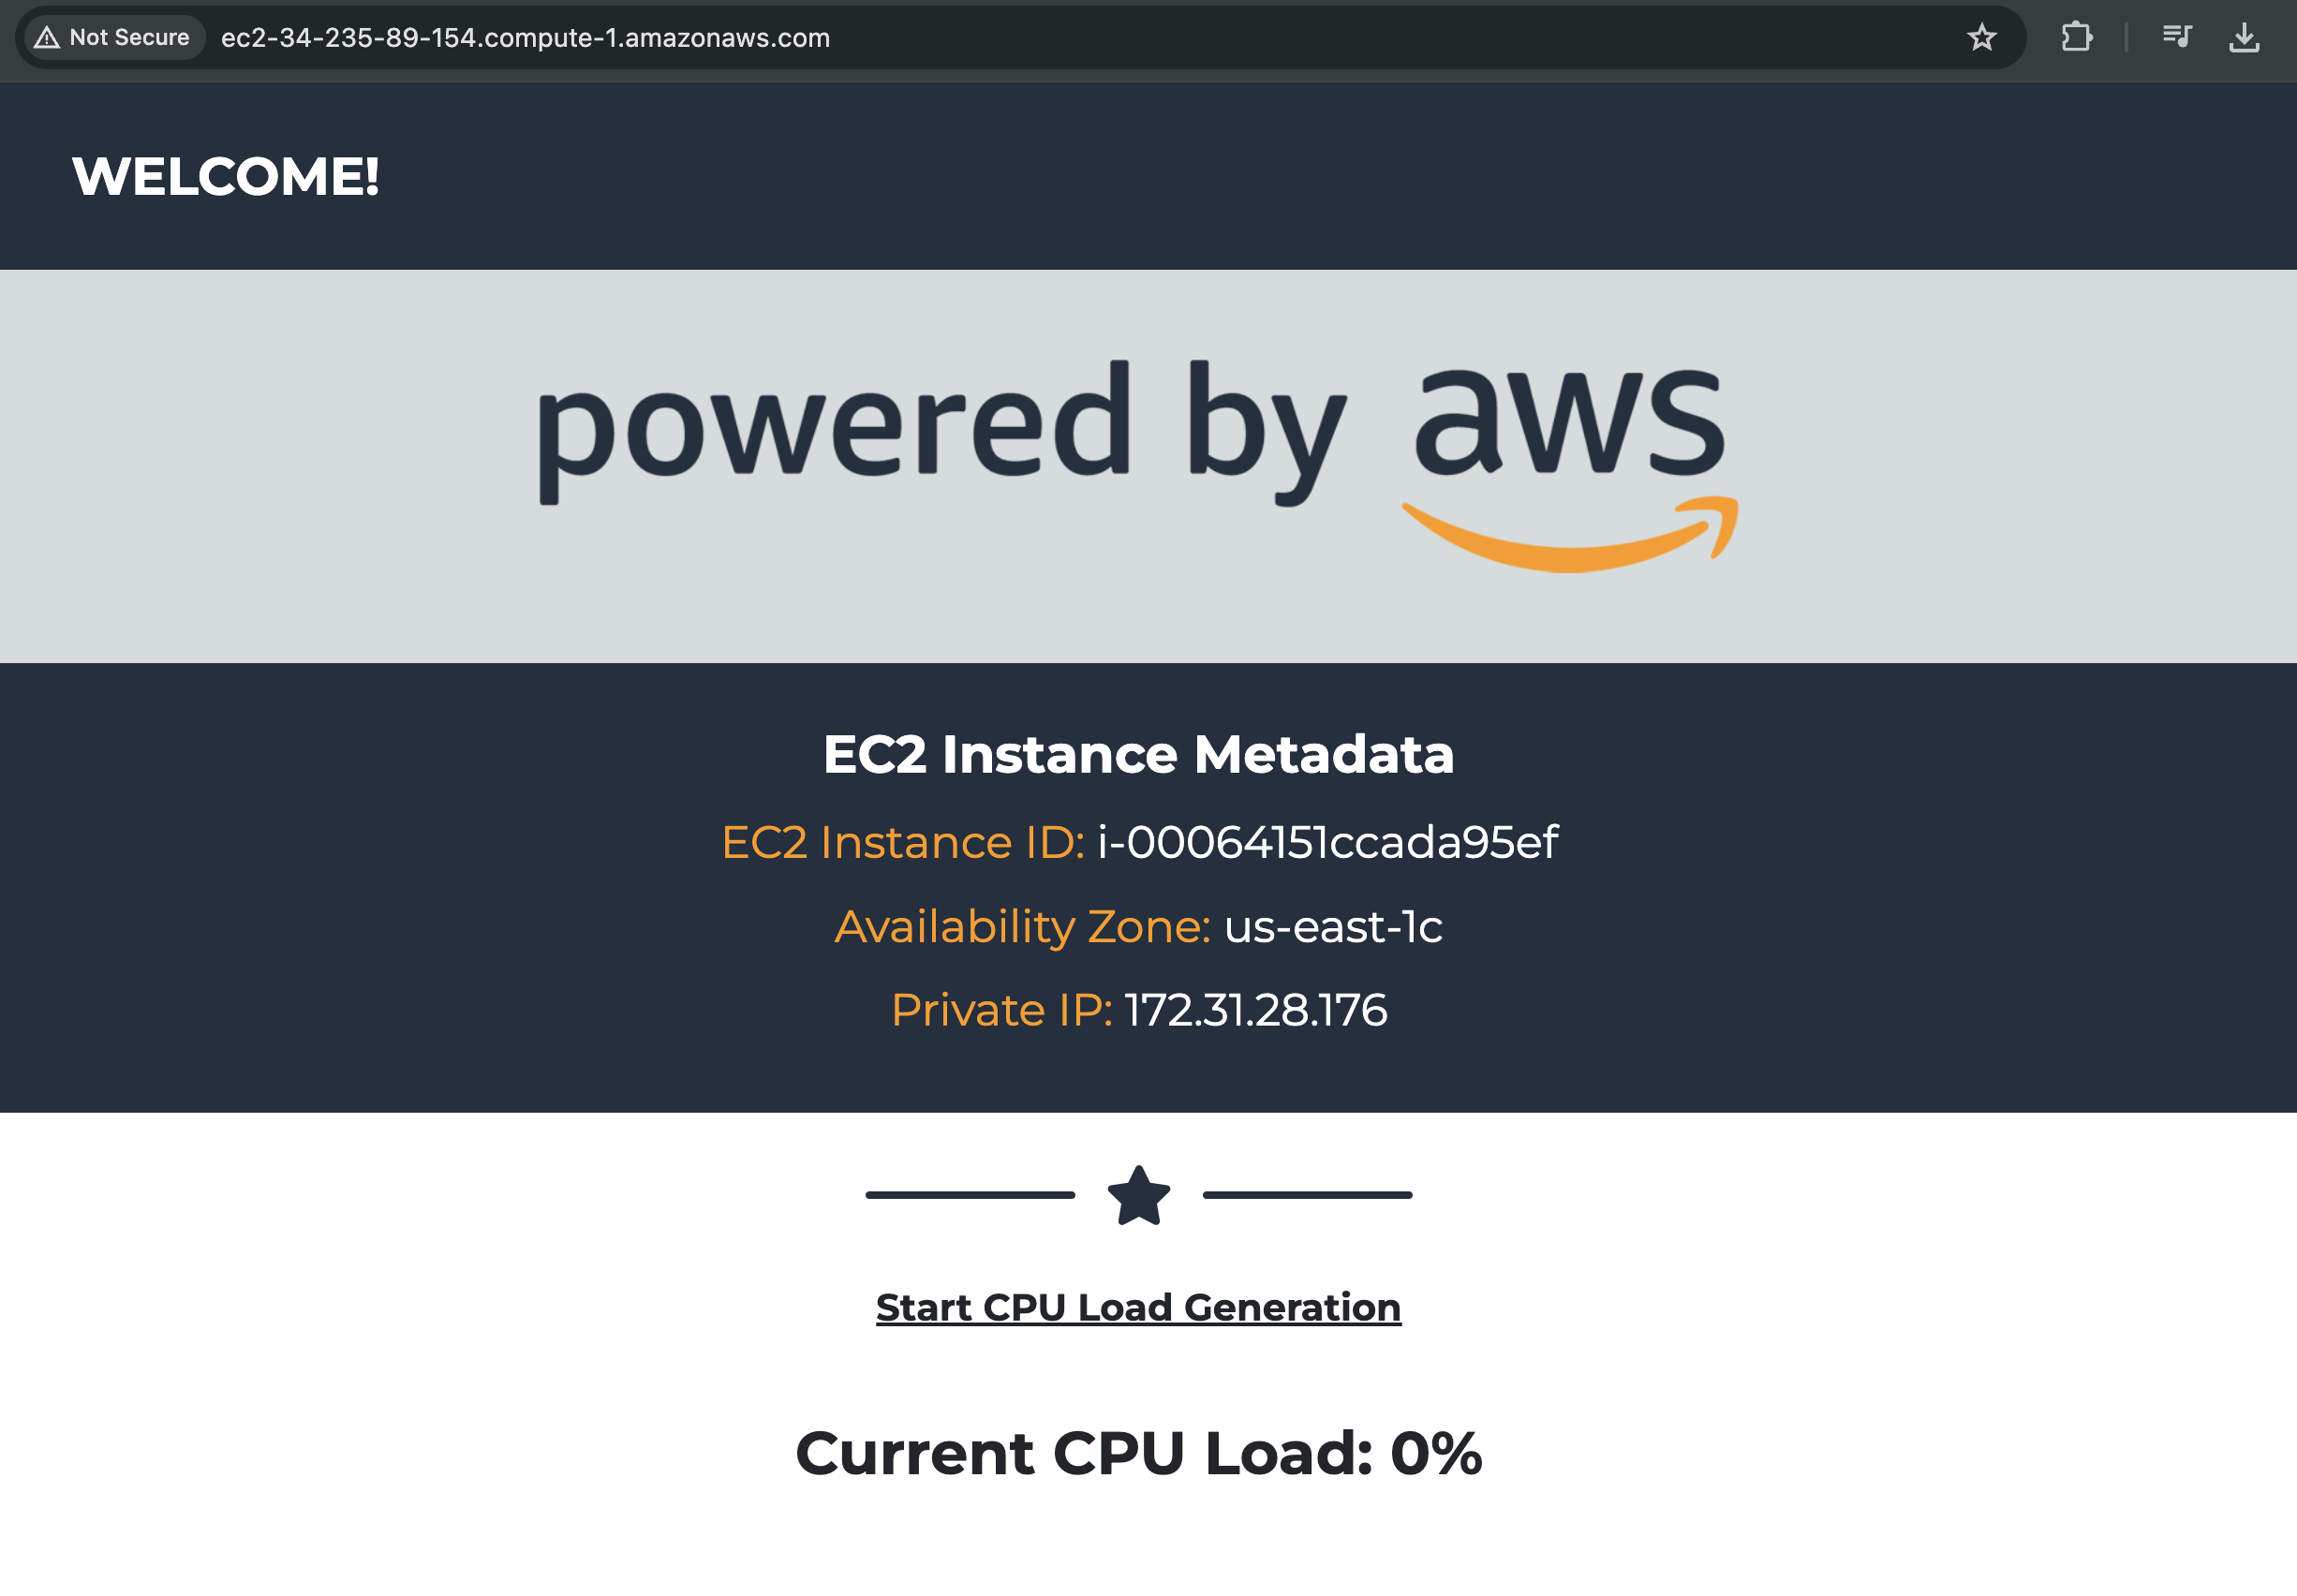 Not Secure ec2-34-235-89-154.compute-1.amazonaws.com
WELCOME!
powered by aws
EC2 Instance Metadata
EC2 Instance ID: i-00064151ccada95ef
Availability Zone: us-east-1c
Private IP: 172.31.28.176
Start CPU Load Generation
Current CPU Load: 0%